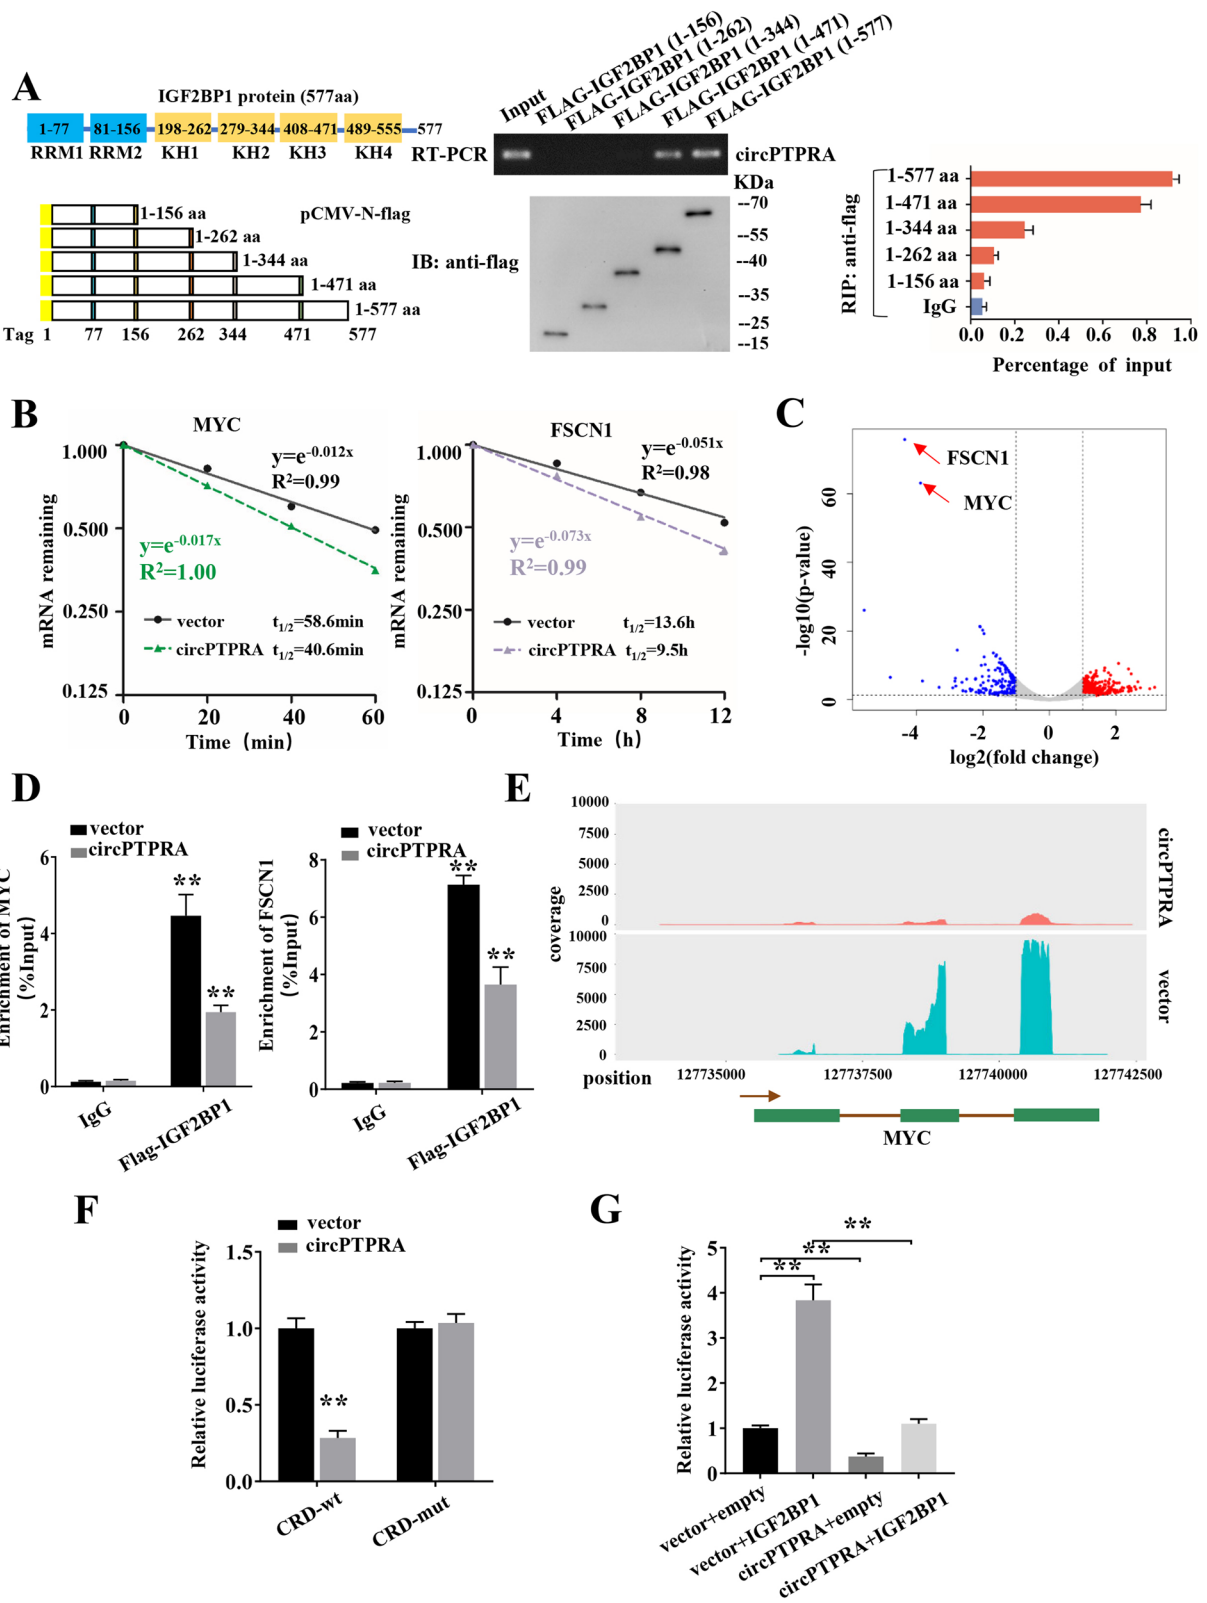 A
IGF2BP1 protein (577aa)
1-77 81-156 198-262 279-344 408-471 489-555 577
RRM1 RRM2 KH1 KH2 KH3 KH4
1-156 aa
pCMV-N-flag
1-262 aa
1-344 aa
1-471 aa
1-577 aa
Tag 1 77 156 262 344 471 577
Input
FLAG-IGF2BP1 (1-156)
FLAG-IGF2BP1 (1-262)
FLAG-IGF2BP1 (1-344)
FLAG-IGF2BP1 (1-471)
FLAG-IGF2BP1 (1-577)
RT-PCR
circPTPRA
KDa
--70
--55
--40
--35
--25
--15
IB: anti-flag
RIP: anti-flag
1-577 aa
1-471 aa
1-344 aa
1-262 aa
1-156 aa
IgG
0.0 0.2 0.4 0.6 0.8 1.0
Percentage of input
B
MYC
mRNA remaining
1.000
0.500
0.250
0.125
y=e-0.012x
R2=0.99
y=e-0.017x
R2=1.00
vector t1/2=58.6min
circPTPRA t1/2=40.6min
0 20 40 60
Time (min)
FSCN1
mRNA remaining
1.000
0.500
0.250
0.125
y=e-0.051x
R2=0.98
y=e-0.073x
R2=0.99
vector t1/2=13.6h
circPTPRA t1/2=9.5h
0 4 8 12
Time (h)
C
FSCN1
MYC
-log10(p-value)
60
40
20
0
-4 -2 0 2
log2(fold change)
D
vector
circPTPRA
Enrichment of MYC
(%Input)
6
4
2
0
**
**
IgG
Flag-IGF2BP1
vector
circPTPRA
Enrichment of FSCN1
(%Input)
8
6
4
2
0
**
**
IgG
Flag-IGF2BP1
E
coverage
10000
7500
5000
2500
0
circPTPRA
10000
7500
5000
2500
0
vector
position 127735000 127737500 127740000 127742500
MYC
F
vector
circPTPRA
Relative luciferase activity
1.5
1.0
0.5
0.0
**
CRD-wt
CRD-mut
G
Relative luciferase activity
5
4
3
2
1
0
**
**
**
vector+empty
vector+IGF2BP1
circPTPRA+empty
circPTPRA+IGF2BP1